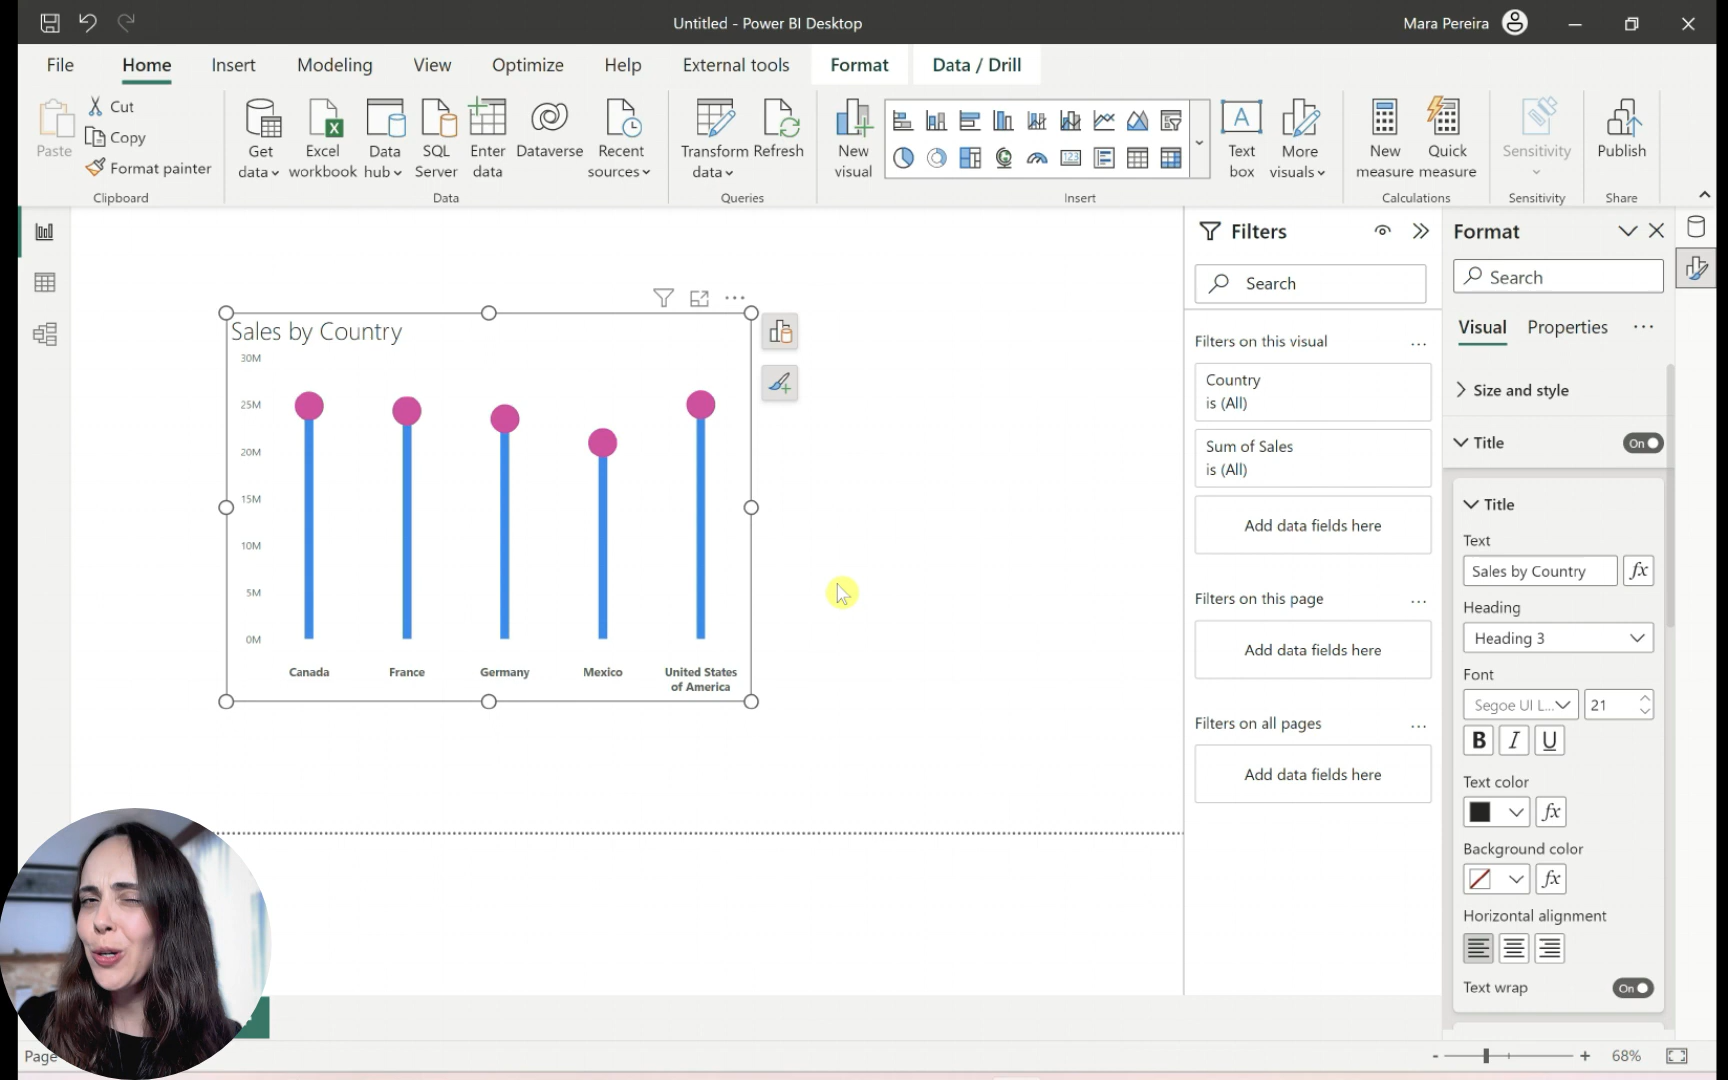 Untitled - Power BI Desktop
Mara Pereira
File
Home
Insert
Modeling
View
Optimize
Help
External tools
Format
Data / Drill
Paste
Cut
Copy
Format painter
Get
data
Excel
workbook
Data
hub
SQL
Server
Enter
data
Dataverse
Recent
sources
Transform
data
Refresh
New
visual
Text
box
More
visuals
New
measure
Quick
measure
Sensitivity
Publish
Clipboard
Data
Queries
Insert
Calculations
Sensitivity
Share
Sales by Country
30M
25M
20M
15M
10M
5M
0M
Canada
France
Germany
Mexico
United States
of America
Filters
Search
Filters on this visual
Country
is (All)
Sum of Sales
is (All)
Add data fields here
Filters on this page
Add data fields here
Filters on all pages
Add data fields here
Format
Search
Visual
Properties
Size and style
Title
On
Title
Text
Sales by Country
fx
Heading
Heading 3
Font
Segoe UI L...
21
B
I
U
Text color
fx
Background color
fx
Horizontal alignment
Text wrap
On
Page
- + 68%